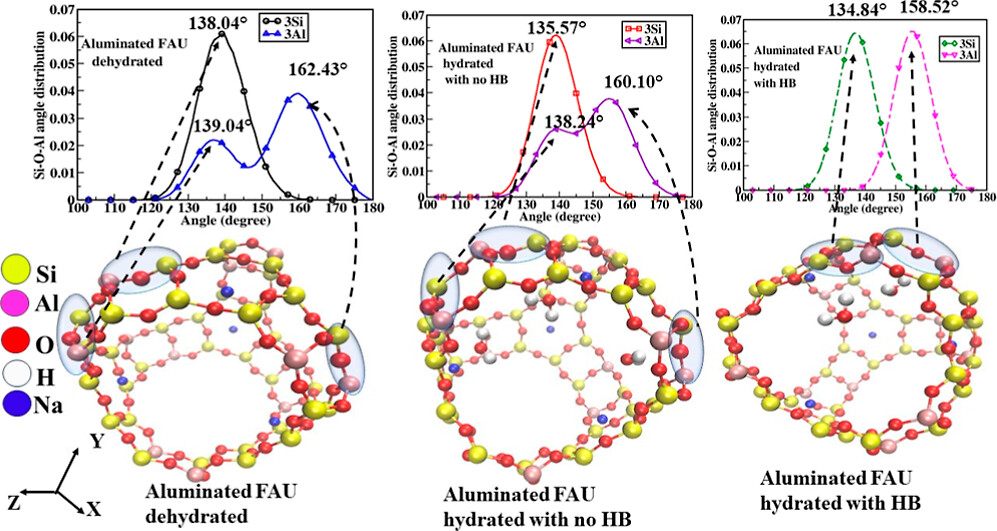 138.04°
3Si
3Al
Aluminated FAU
dehydrated
162.43°
139.04°
Si-O-Al angle distribution
0.07
0.06
0.05
0.04
0.03
0.02
0.01
0
100 110 120 130 140 150 160 170 180
Angle (degree)
135.57°
3Si
3Al
Aluminated FAU
hydrated
with no HB
160.10°
138.24°
Si-O-Al angle distribution
0.07
0.06
0.05
0.04
0.03
0.02
0.01
0
100 110 120 130 140 150 160 170 180
Angle (degree)
134.84° 158.52°
3Si
3Al
Aluminated FAU
hydrated
with HB
Si-O-Al angle distribution
0.07
0.06
0.05
0.04
0.03
0.02
0.01
0
100 110 120 130 140 150 160 170 180
Angle (degree)
Si
Al
O
H
Na
Y
Z
X
Aluminated FAU
dehydrated
Aluminated FAU
hydrated with no HB
Aluminated FAU
hydrated with HB